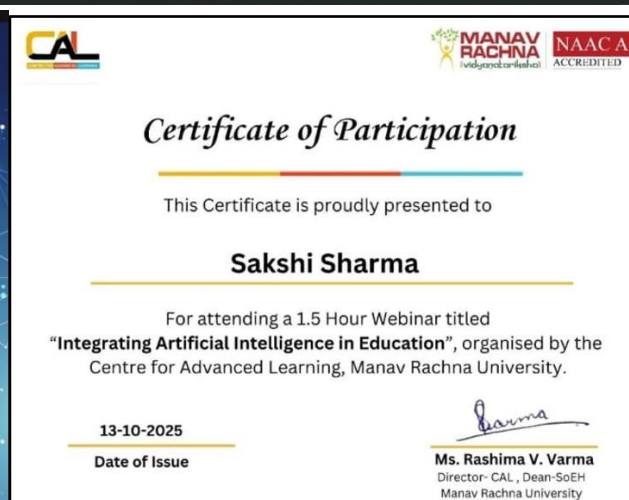 CAL
MANAV
RACHNA
vidyanatariksha
NAAC A
ACCREDITED
Certificate of Participation
This Certificate is proudly presented to
Sakshi Sharma
For attending a 1.5 Hour Webinar titled
“Integrating Artificial Intelligence in Education”, organised by the
Centre for Advanced Learning, Manav Rachna University.
13-10-2025
Date of Issue
Ms. Rashima V. Varma
Director- CAL , Dean-SoEH
Manav Rachna University